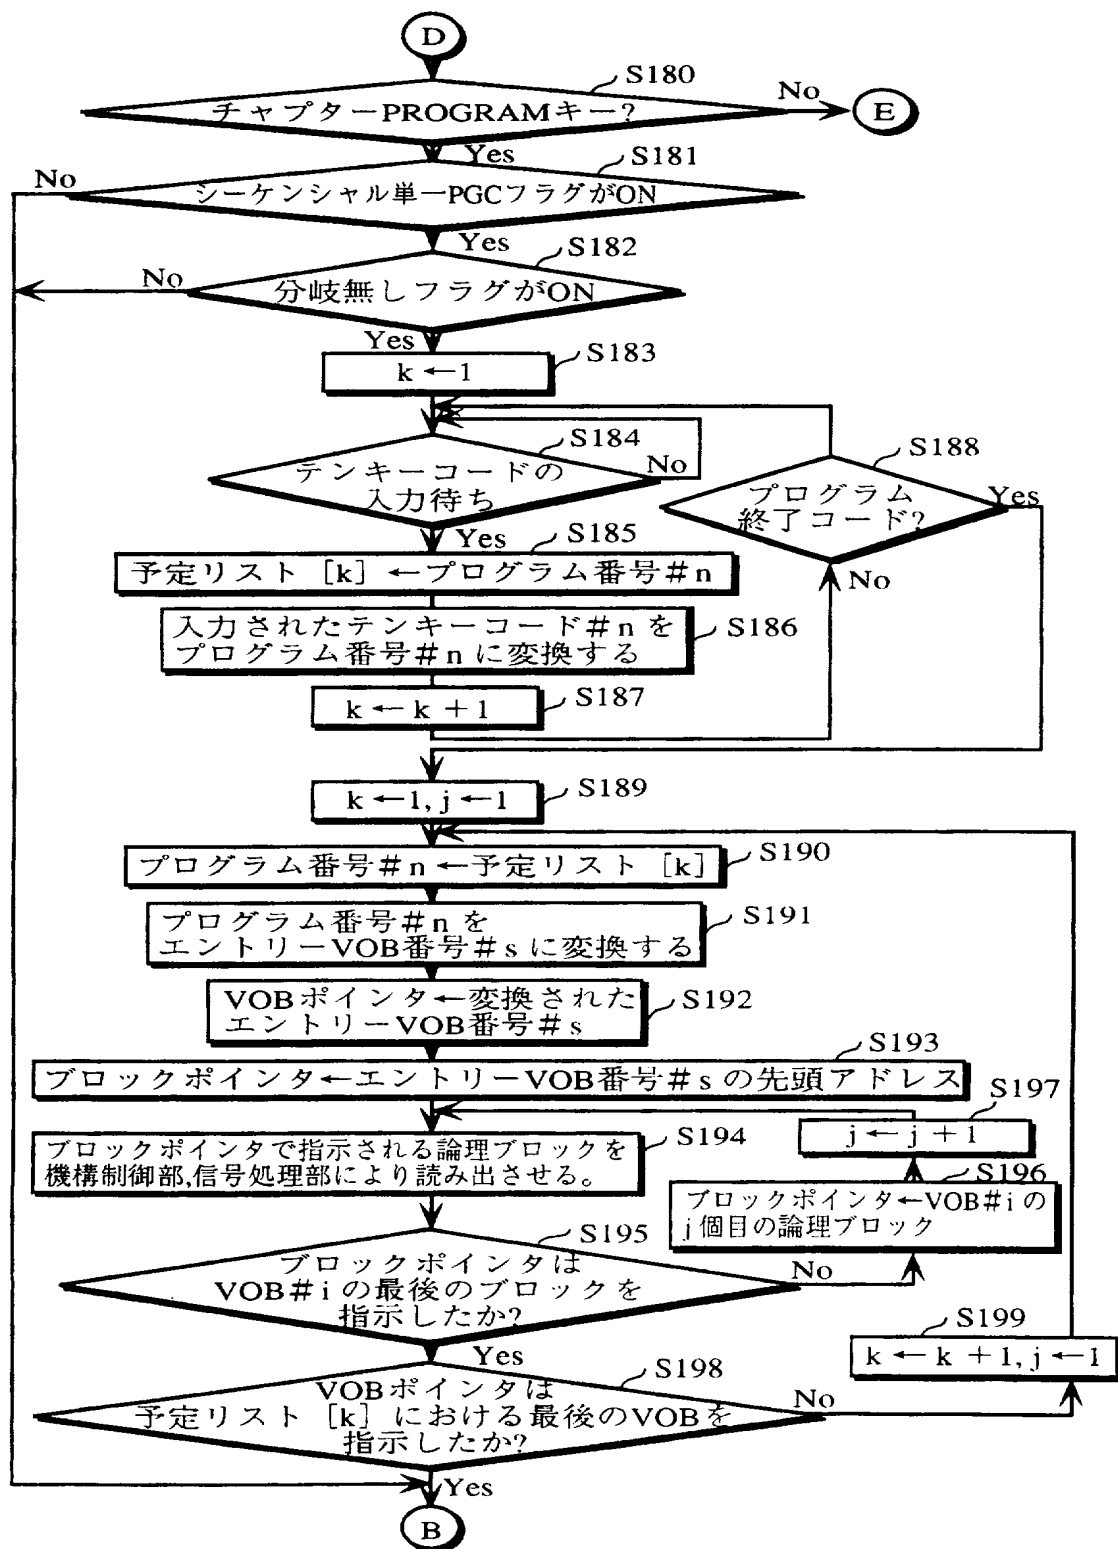 D
S180
チャプターPROGRAMキー?
No
E
Yes
S181
No
シーケンシャル単一PGCフラグがON
Yes
S182
No
分岐無しフラグがON
Yes
S183
k←1
S184
テンキーコードの
入力待ち
No
S188
プログラム
終了コード?
Yes
No
Yes
S185
予定リスト [k] ←プログラム番号#n
入力されたテンキーコード#nを
プログラム番号#nに変換する
S186
S187
k←k+1
S189
k←1,j←1
S190
プログラム番号#n←予定リスト [k]
プログラム番号#nを
エントリーVOB番号#sに変換する
S191
VOBポインタ←変換された
エントリーVOB番号#s
S192
S193
ブロックポインタ←エントリーVOB番号#sの先頭アドレス
S197
j←j+1
ブロックポインタで指示される論理ブロックを
機構制御部,信号処理部により読み出させる。
S194
S196
ブロックポインタ←VOB#iの
j個目の論理ブロック
S195
ブロックポインタは
VOB#iの最後のブロックを
指示したか?
No
Yes
S199
k←k+1,j←1
S198
VOBポインタは
予定リスト [k] における最後のVOBを
指示したか?
No
Yes
B